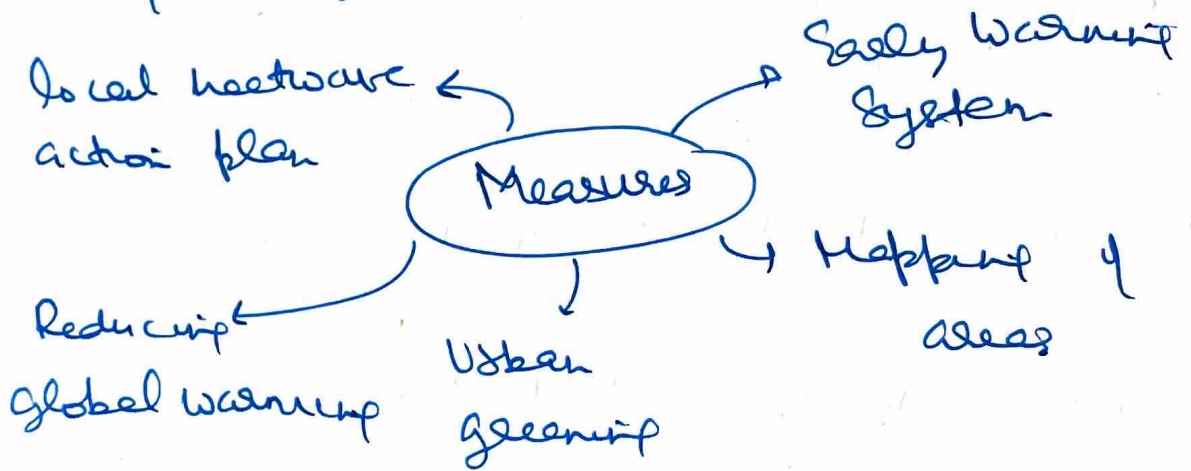 local heatwave
action plan
Early Warning
System
Measures
Mapping of
areas
Reducing
global warming
Urban
greening